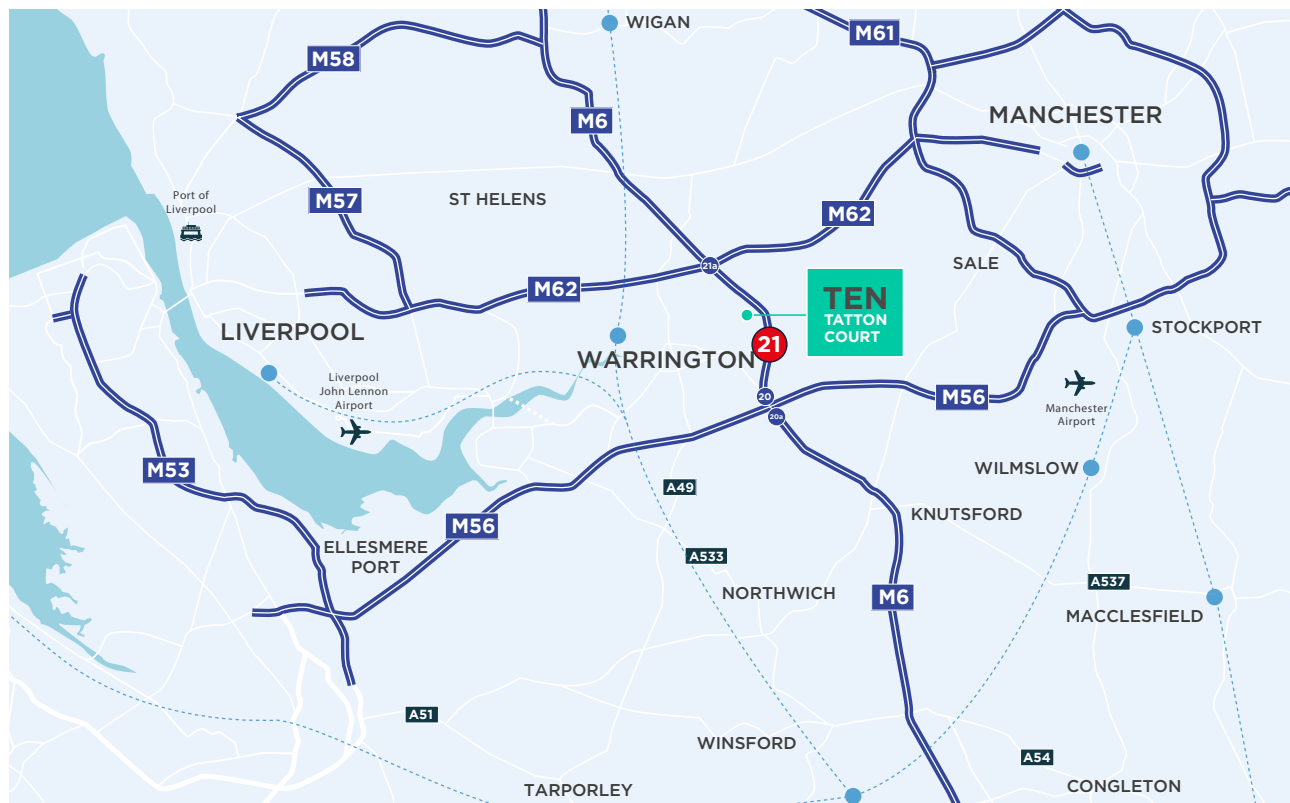 WIGAN
M61
M58
MANCHESTER
M6
Port of
Liverpool
M57
ST HELENS
M62
SALE
21a
M62
TEN
TATTON
COURT
LIVERPOOL
WARRINGTON
21
STOCKPORT
Liverpool
John Lennon
Airport
20
20a
M56
Manchester
Airport
M53
WILMSLOW
A49
KNUTSFORD
M56
ELLESMERE
PORT
A533
NORTHWICH
M6
A537
MACCLESFIELD
A51
WINSFORD
A54
TARPORLEY
CONGLETON